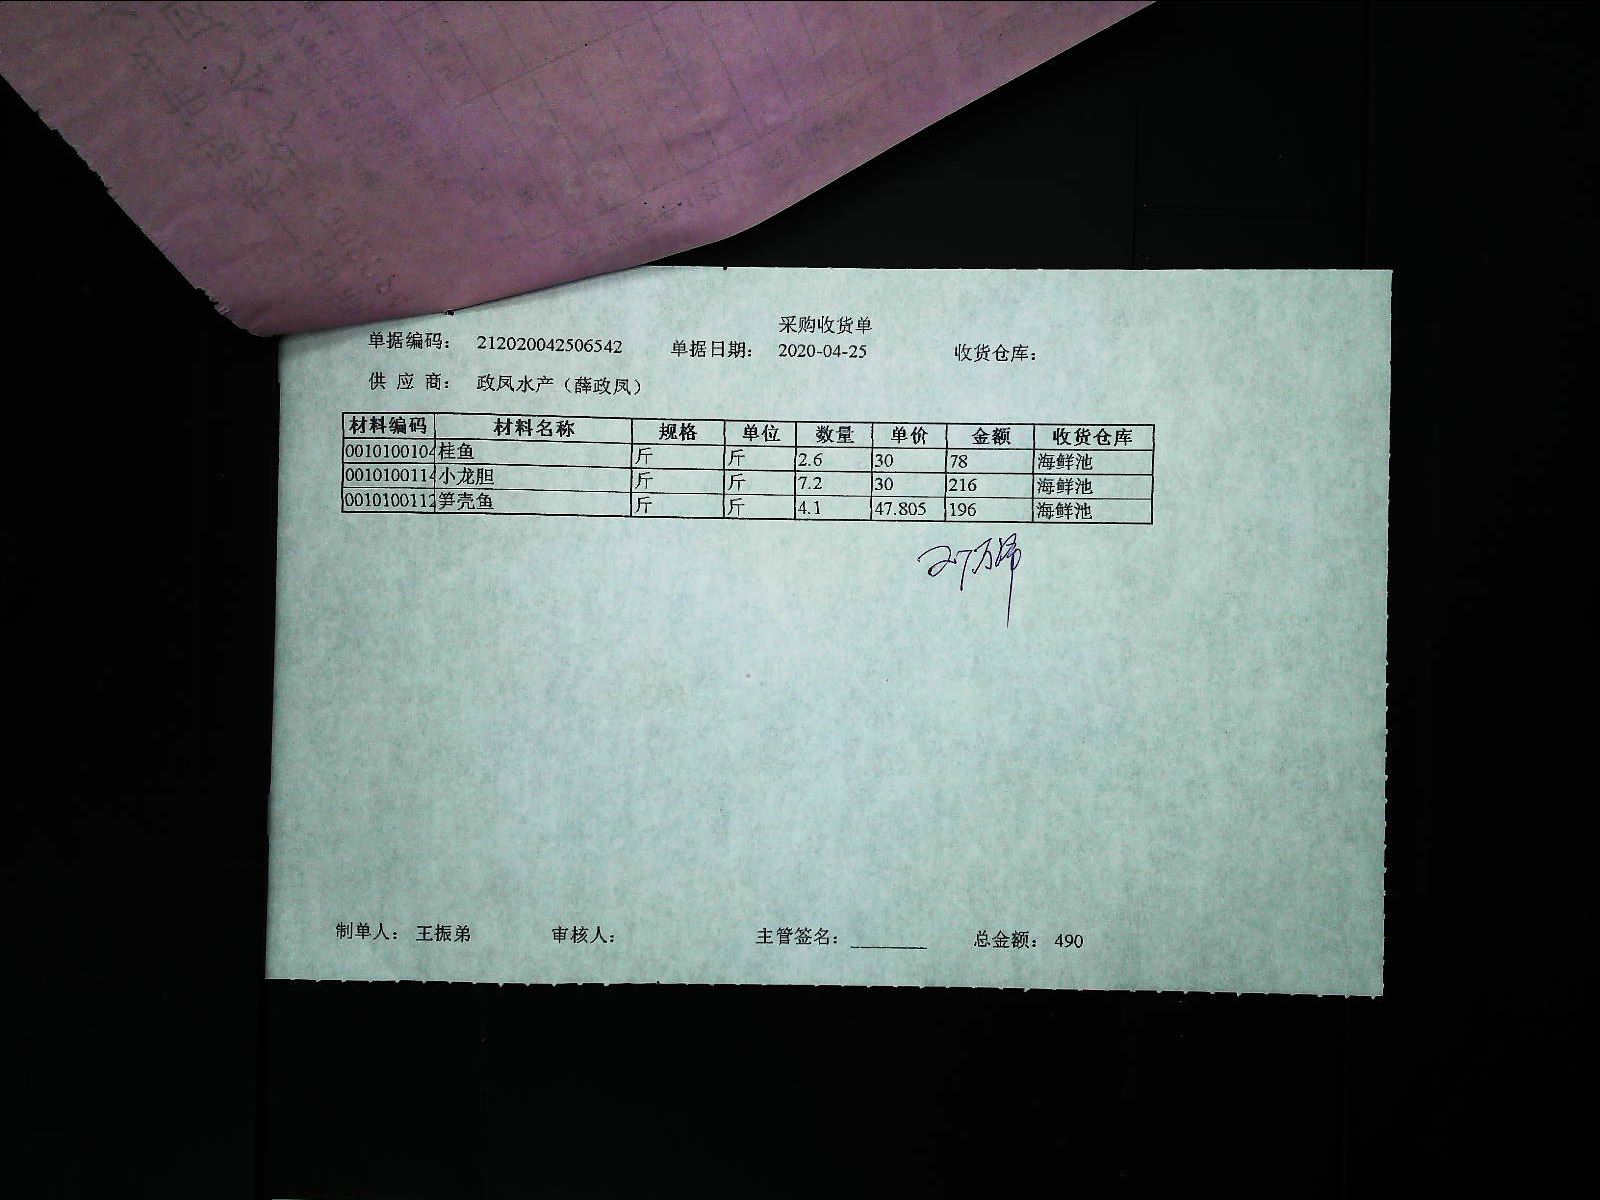 采购收货单
单据编码: 212020042506542 单据日期: 2020-04-25 收货仓库:
供 应 商: 政凤水产（薛政凤）
材料编码 材料名称 规格 单位 数量 单价 金额 收货仓库
0010100104 桂鱼 斤 斤 2.6 30 78 海鲜池
0010100114 小龙胆 斤 斤 7.2 30 216 海鲜池
0010100112 笋壳鱼 斤 斤 4.1 47.805 196 海鲜池
制单人: 王振弟 审核人: 主管签名: 总金额: 490